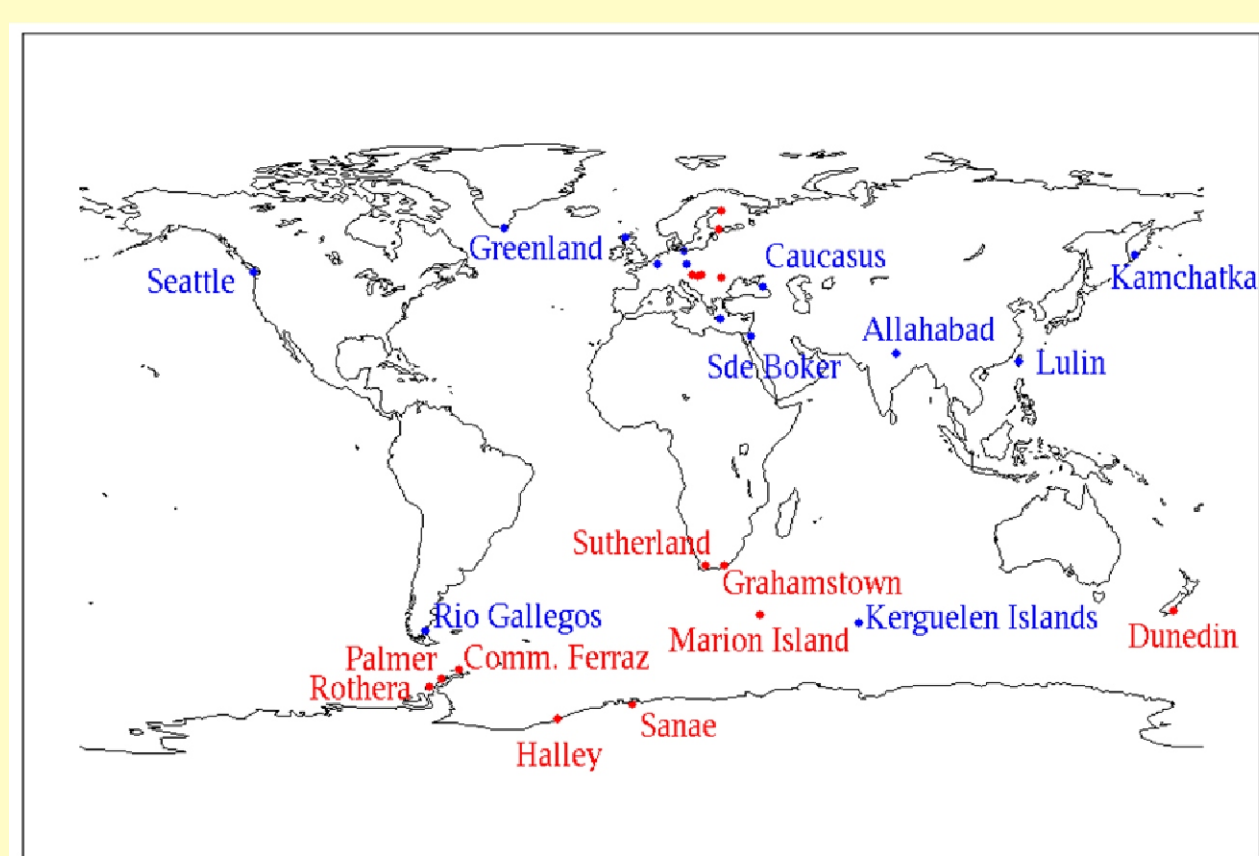 Greenland
Caucasus
Seattle
Kamchatka
Allahabad
Sde Boker
Lulin
Sutherland
Grahamstown
Rio Gallegos
Kerguelen Islands
Marion Island
Dunedin
Palmer
Comm. Ferraz
Rothera
Sanae
Halley